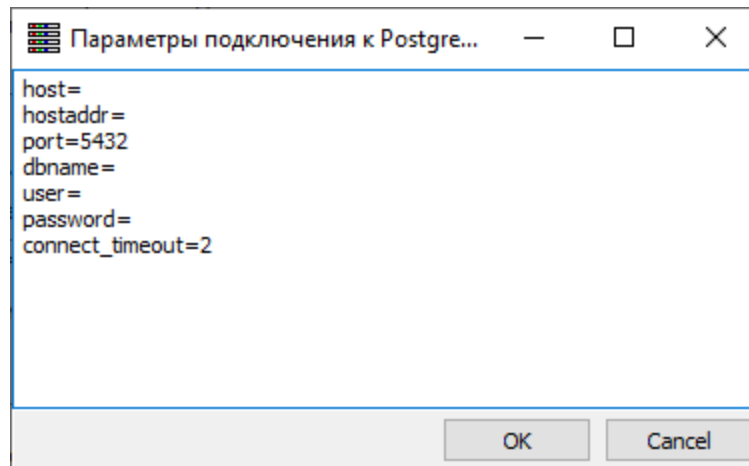 Параметры подключения к Postgre...
host=
hostaddr=
port=5432
dbname=
user=
password=
connect_timeout=2
OK
Cancel